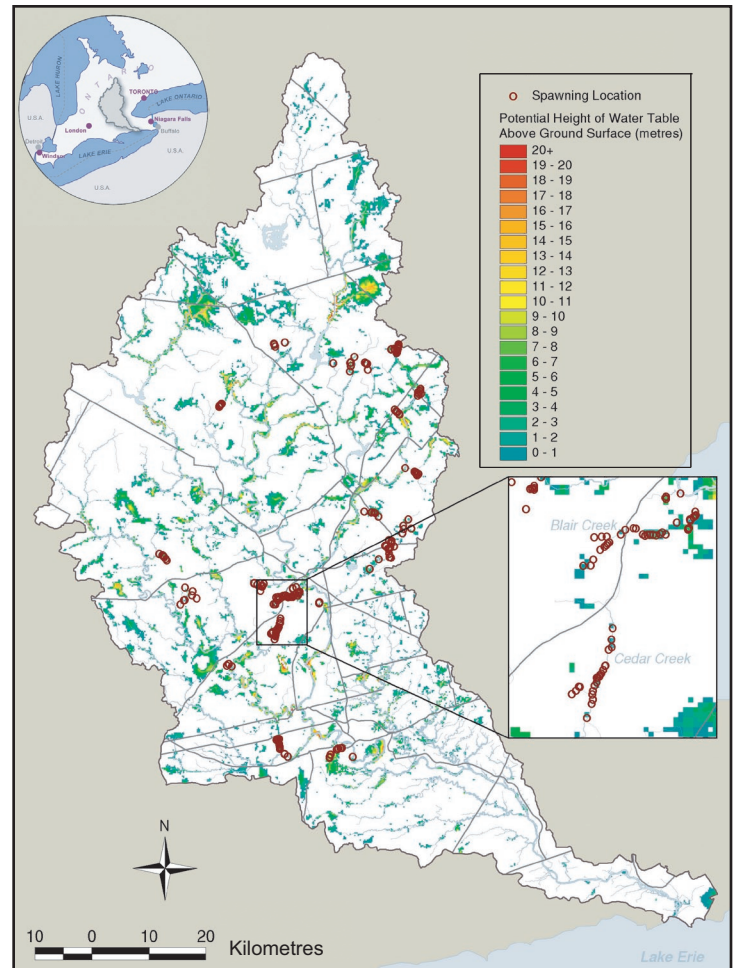 LAKE HURON
ONTARIO
TORONTO
LAKE ONTARIO
U.S.A.
London
Niagara Falls
Buffalo
Detroit
Windsor
LAKE ERIE
U.S.A.
U.S.A.
Spawning Location
Potential Height of Water Table
Above Ground Surface (metres)
20+
19 - 20
18 - 19
17 - 18
16 - 17
15 - 16
14 - 15
13 - 14
12 - 13
11 - 12
10 - 11
9 - 10
8 - 9
7 - 8
6 - 7
5 - 6
4 - 5
3 - 4
2 - 3
1 - 2
0 - 1
Blair Creek
Cedar Creek
N
10 0 10 20 Kilometres
Lake Erie